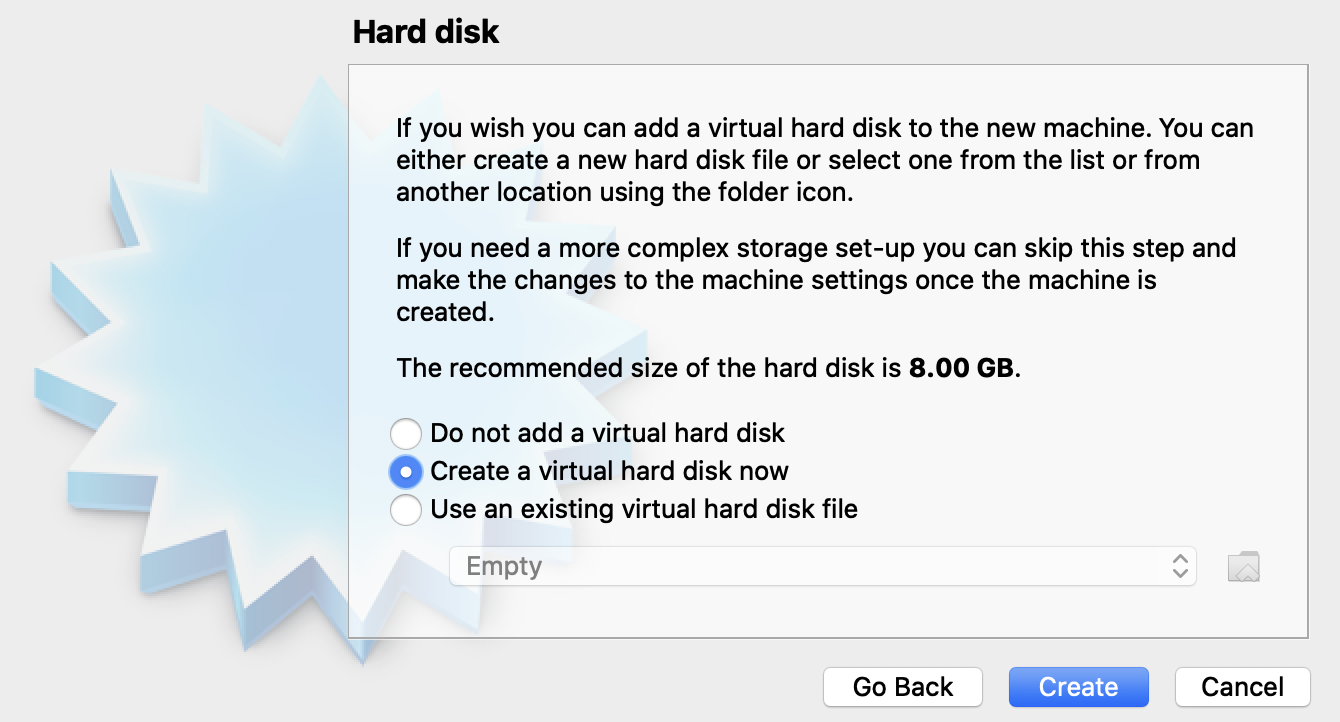 Hard disk
If you wish you can add a virtual hard disk to the new machine. You can
either create a new hard disk file or select one from the list or from
another location using the folder icon.
If you need a more complex storage set-up you can skip this step and
make the changes to the machine settings once the machine is
created.
The recommended size of the hard disk is 8.00 GB.
Do not add a virtual hard disk
Create a virtual hard disk now
Use an existing virtual hard disk file
Empty
Go Back
Create
Cancel